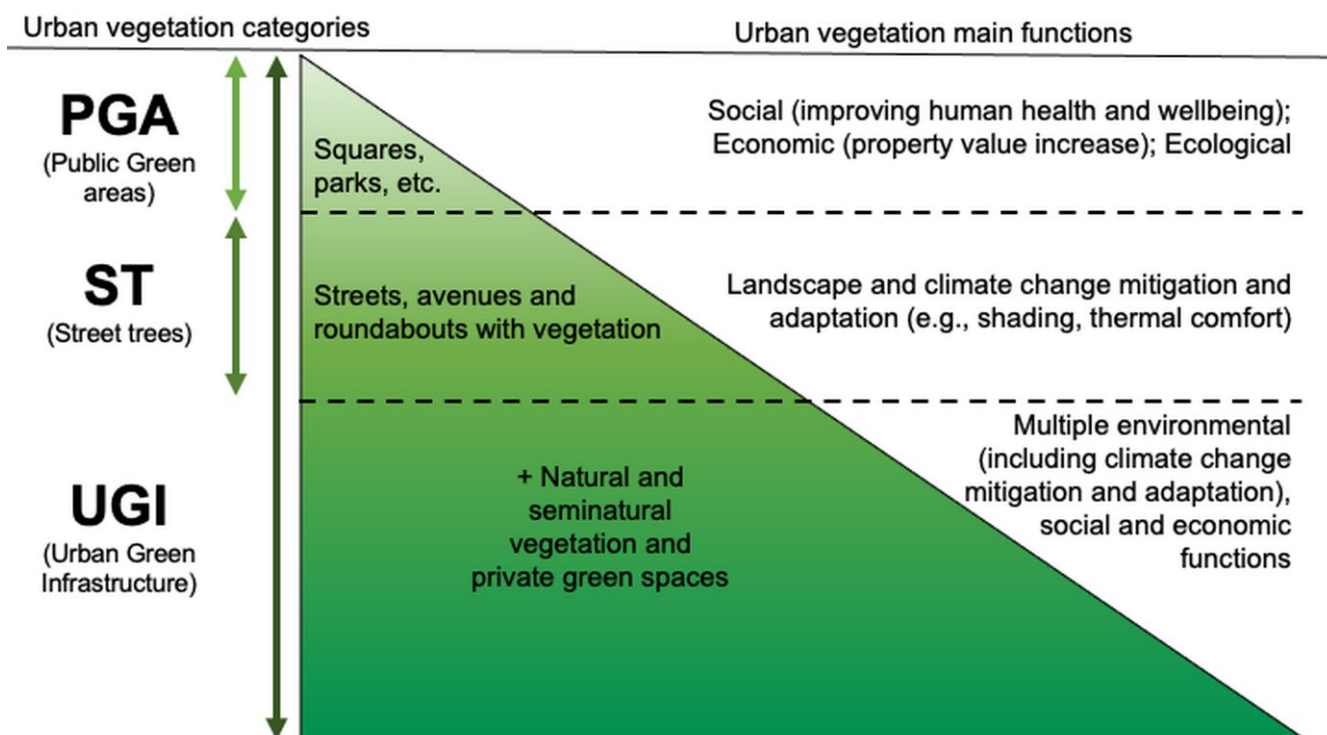 Urban vegetation categories
Urban vegetation main functions
PGA
(Public Green
areas)
Squares,
parks, etc.
Social (improving human health and wellbeing);
Economic (property value increase); Ecological
ST
(Street trees)
Streets, avenues and
roundabouts with vegetation
Landscape and climate change mitigation and
adaptation (e.g., shading, thermal comfort)
UGI
(Urban Green
Infrastructure)
+ Natural and
seminatural
vegetation and
private green spaces
Multiple environmental
(including climate change
mitigation and adaptation),
social and economic
functions